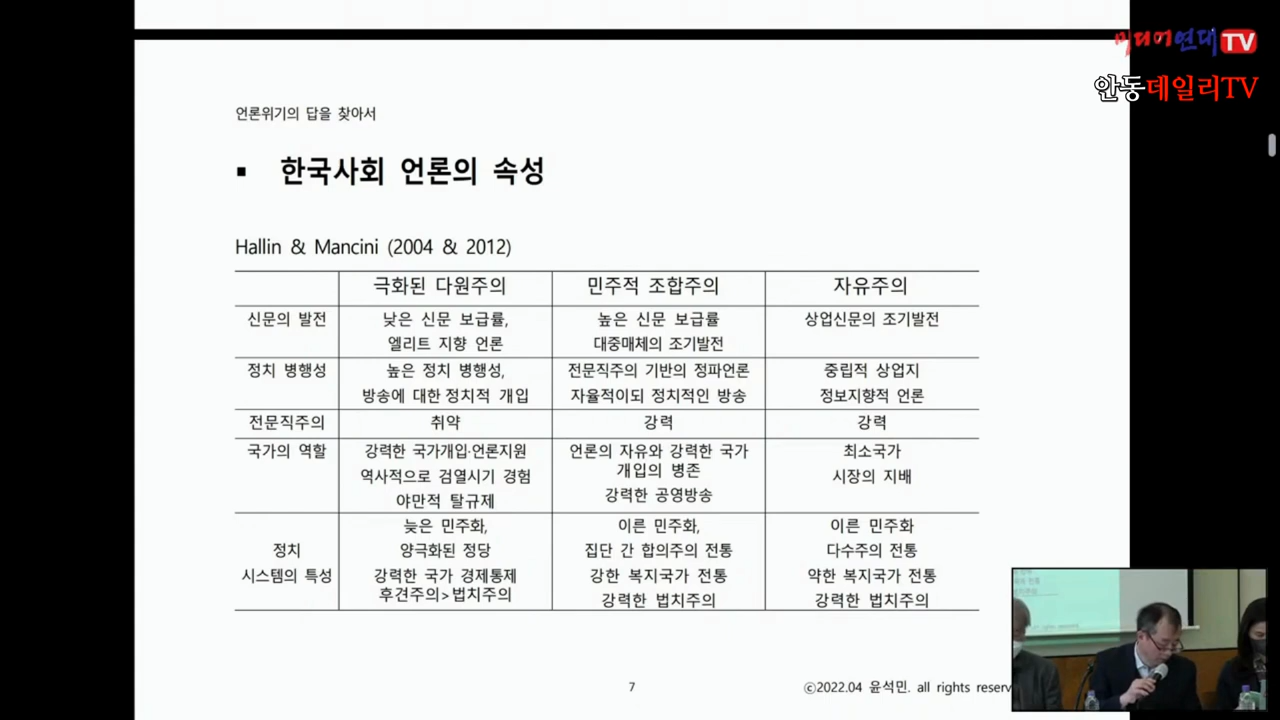 미디어연대TV
안동데일리TV
언론위기의 답을 찾아서
▪ 한국사회 언론의 속성
Hallin & Mancini (2004 & 2012)
극화된 다원주의 민주적 조합주의 자유주의
신문의 발전 낮은 신문 보급률, 높은 신문 보급률 상업신문의 조기발전
엘리트 지향 언론 대중매체의 조기발전
정치 병행성 높은 정치 병행성, 전문직주의 기반의 정파언론 중립적 상업지
방송에 대한 정치적 개입 자율적이되 정치적인 방송 정보지향적 언론
전문직주의 취약 강력 강력
국가의 역할 강력한 국가개입·언론지원 언론의 자유와 강력한 국가 최소국가
개입의 병존
역사적으로 검열시기 경험 시장의 지배
야만적 탈규제 강력한 공영방송
늦은 민주화, 이른 민주화, 이른 민주화
정치 양극화된 정당 집단 간 합의주의 전통 다수주의 전통
시스템의 특성 강력한 국가 경제통제 강한 복지국가 전통 약한 복지국가 전통
후견주의>법치주의 강력한 법치주의 강력한 법치주의
7
ⓒ2022.04 윤석민. all rights reserv